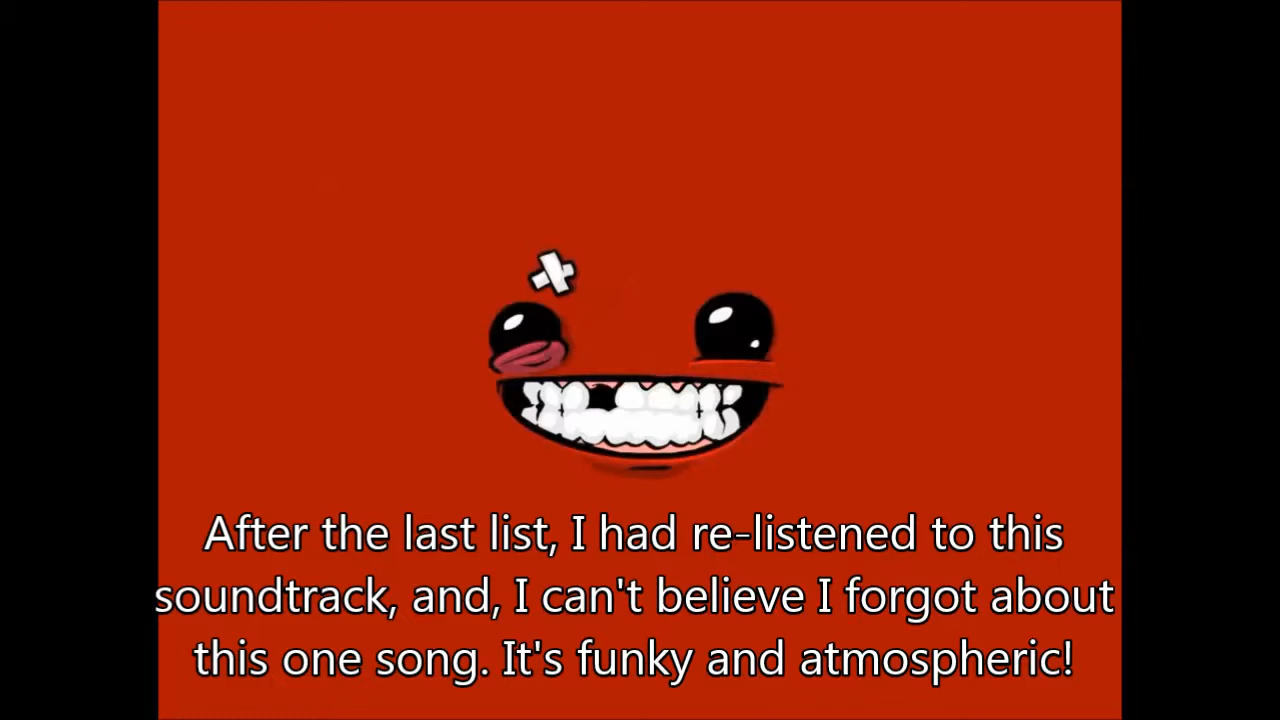 After the last list, I had re-listened to this
soundtrack, and, I can't believe I forgot about
this one song. It's funky and atmospheric!